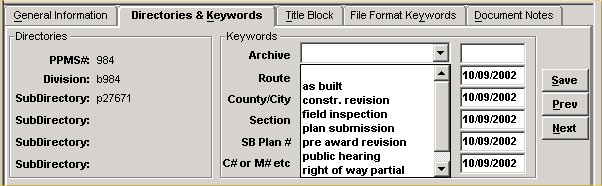 General Information Directories & Keywords Title Block File Format Keywords Document Notes
Directories
PPMS#: 984
Division: b984
SubDirectory: p27671
SubDirectory:
SubDirectory:
SubDirectory:
Keywords
Archive
Route 10/09/2002
County/City 10/09/2002
Section 10/09/2002
SB Plan # 10/09/2002
C# or M# etc 10/09/2002
as built
constr. revision
field inspection
plan submission
pre award revision
public hearing
right of way partial
Save
Prev
Next